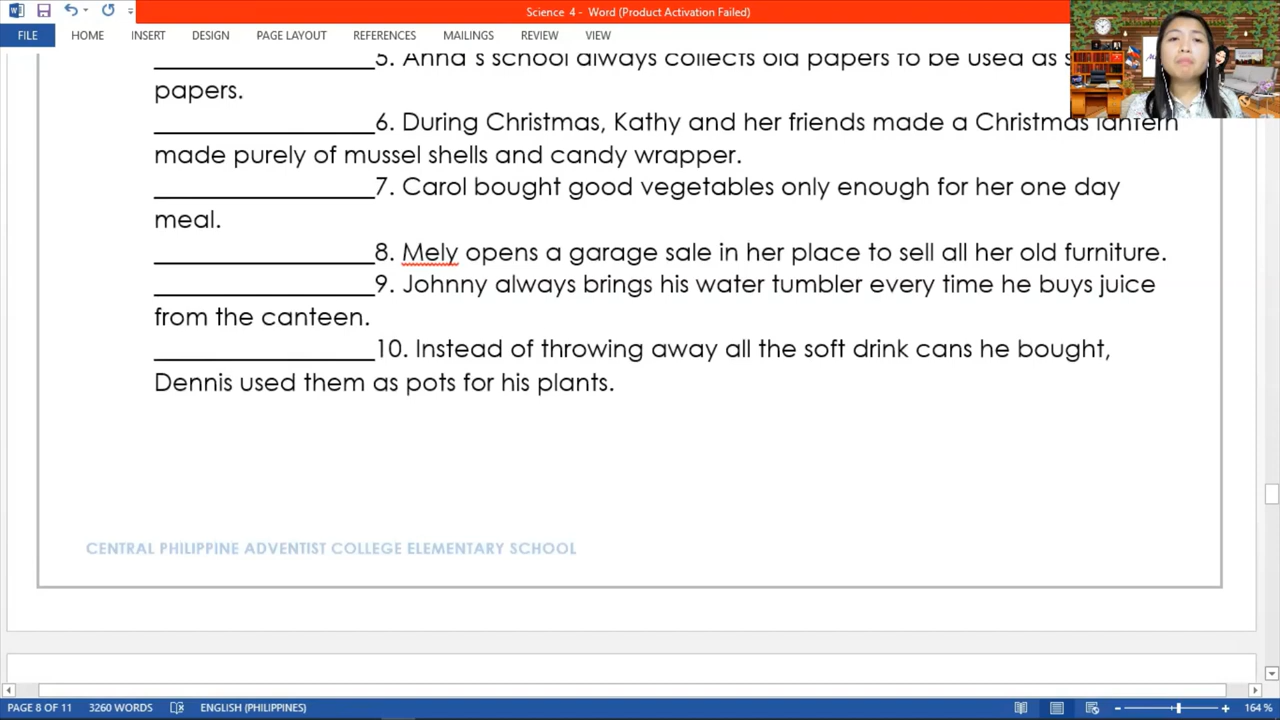 Science 4 - Word (Product Activation Failed)
FILE HOME INSERT DESIGN PAGE LAYOUT REFERENCES MAILINGS REVIEW VIEW
_________________5. Anna's school always collects old papers to be used as
papers.
_________________6. During Christmas, Kathy and her friends made a Christmas lantern
made purely of mussel shells and candy wrapper.
_________________7. Carol bought good vegetables only enough for her one day
meal.
_________________8. Mely opens a garage sale in her place to sell all her old furniture.
_________________9. Johnny always brings his water tumbler every time he buys juice
from the canteen.
_________________10. Instead of throwing away all the soft drink cans he bought,
Dennis used them as pots for his plants.
CENTRAL PHILIPPINE ADVENTIST COLLEGE ELEMENTARY SCHOOL
PAGE 8 OF 11 3260 WORDS ENGLISH (PHILIPPINES) 164 %